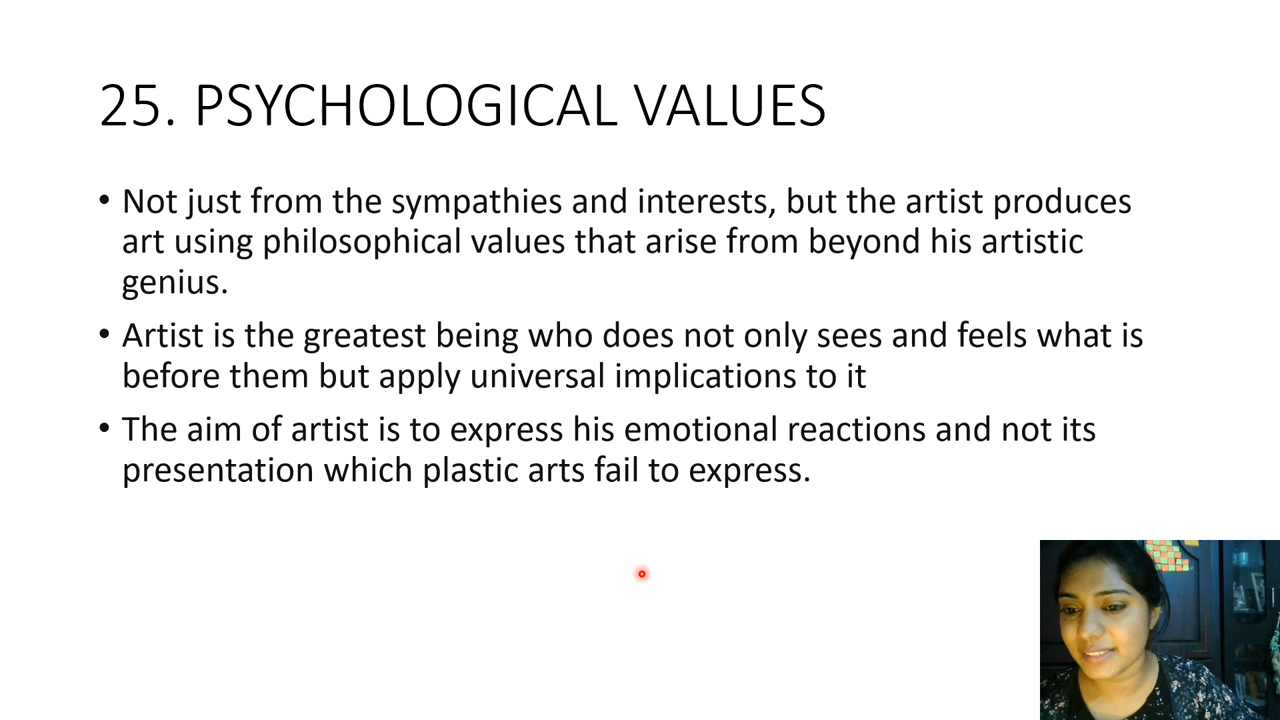 25. PSYCHOLOGICAL VALUES
• Not just from the sympathies and interests, but the artist produces
art using philosophical values that arise from beyond his artistic
genius.
• Artist is the greatest being who does not only sees and feels what is
before them but apply universal implications to it
• The aim of artist is to express his emotional reactions and not its
presentation which plastic arts fail to express.